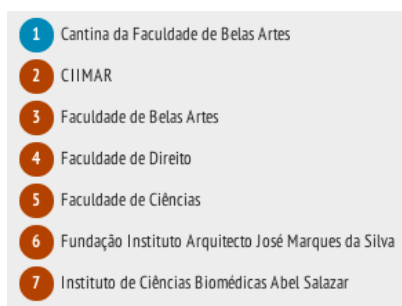 1 Cantina da Faculdade de Belas Artes
2 CIIMAR
3 Faculdade de Belas Artes
4 Faculdade de Direito
5 Faculdade de Ciências
6 Fundação Instituto Arquitecto José Marques da Silva
7 Instituto de Ciências Biomédicas Abel Salazar